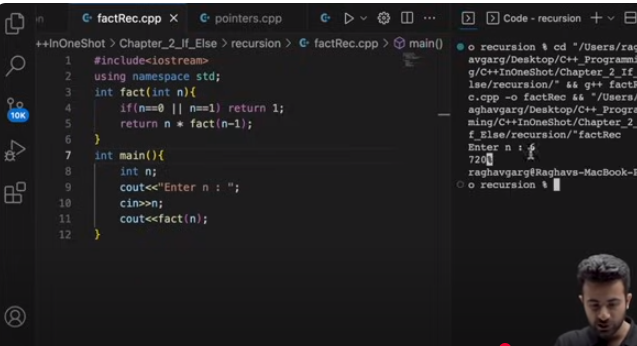 factRec.cpp
pointers.cpp
Code - recursion
++InOneShot > Chapter_2_If_Else > recursion > factRec.cpp > main()
1 #include<iostream>
2 using namespace std;
3 int fact(int n){
4 if(n==0 || n==1) return 1;
5 return n * fact(n-1);
6 }
7 int main(){
8 int n;
9 cout<<"Enter n : ";
10 cin>>n;
11 cout<<fact(n);
12 }
10K
o recursion % cd "/Users/rag
avgarg/Desktop/C++_Programmi
g/C++InOneShot/Chapter_2_If_
lse/recursion/" && g++ factR
c.cpp -o factRec && "/Users/
aghavgarg/Desktop/C++_Progra
ming/C++InOneShot/Chapter_2_
f_Else/recursion/"factRec
Enter n : 6
720%
raghavgarg@Raghavs-MacBook-P
o recursion %